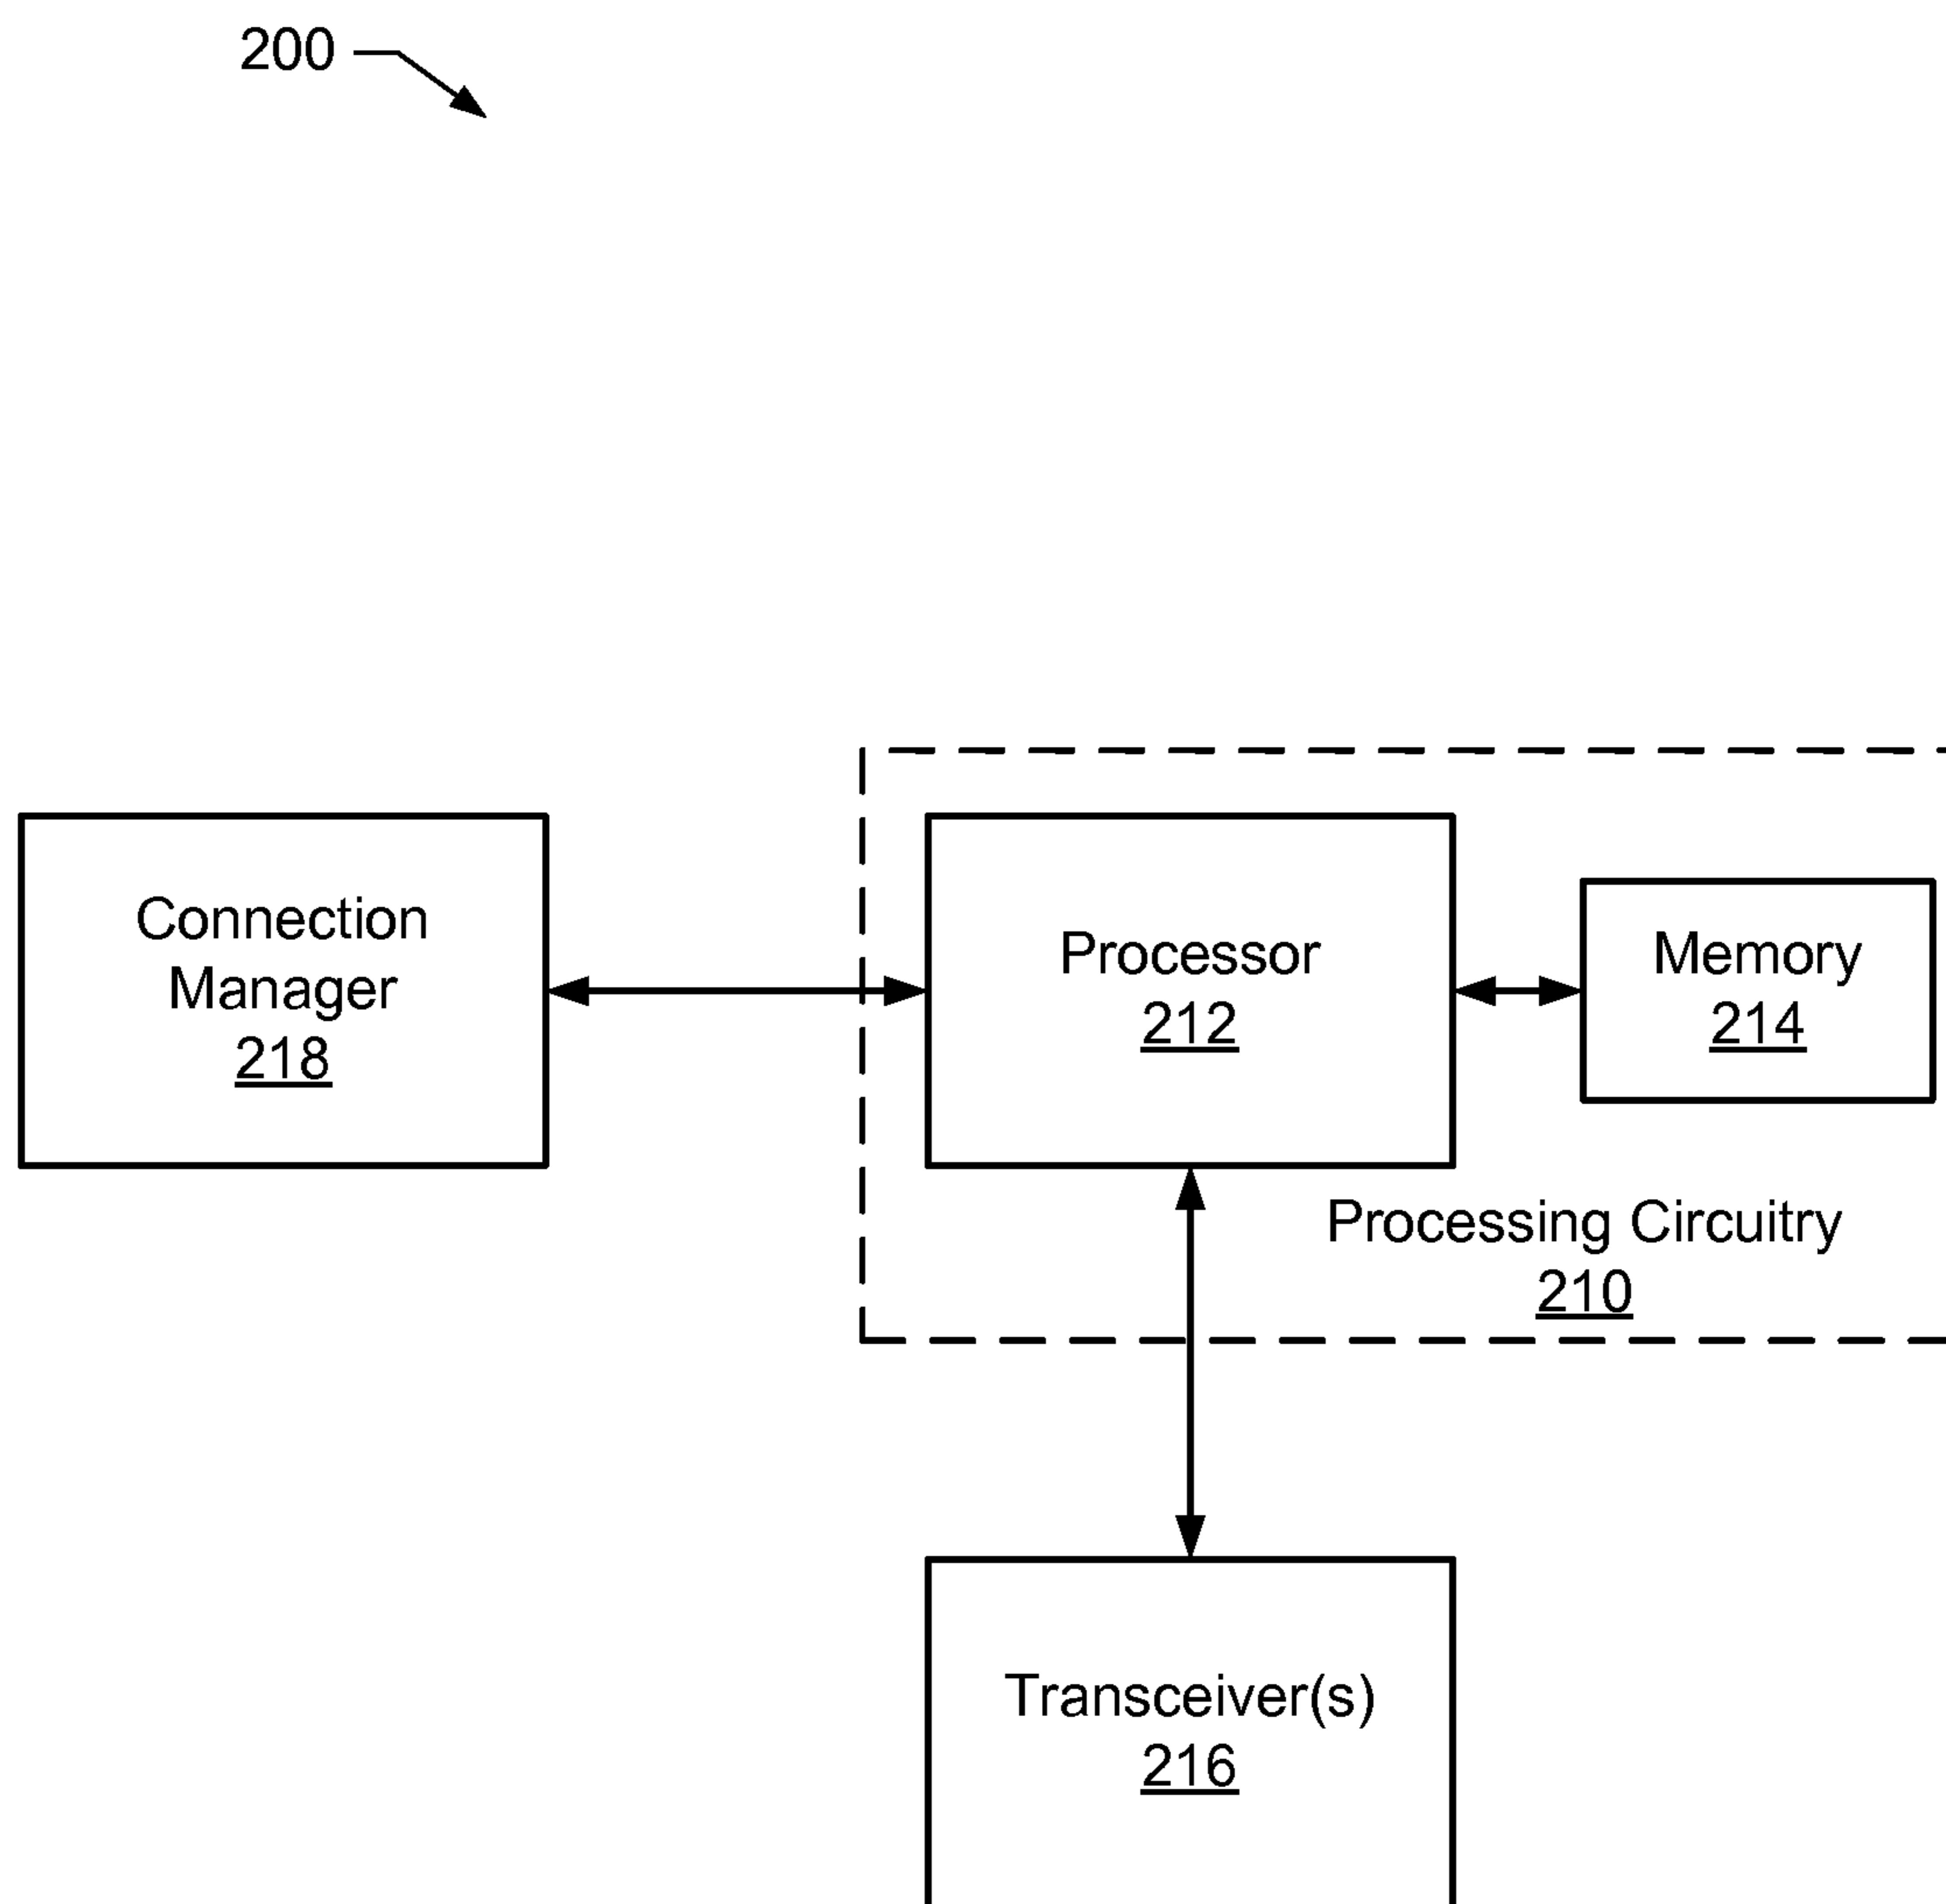 200
Connection
Manager
218
Processor
212
Memory
214
Processing Circuitry
210
Transceiver(s)
216